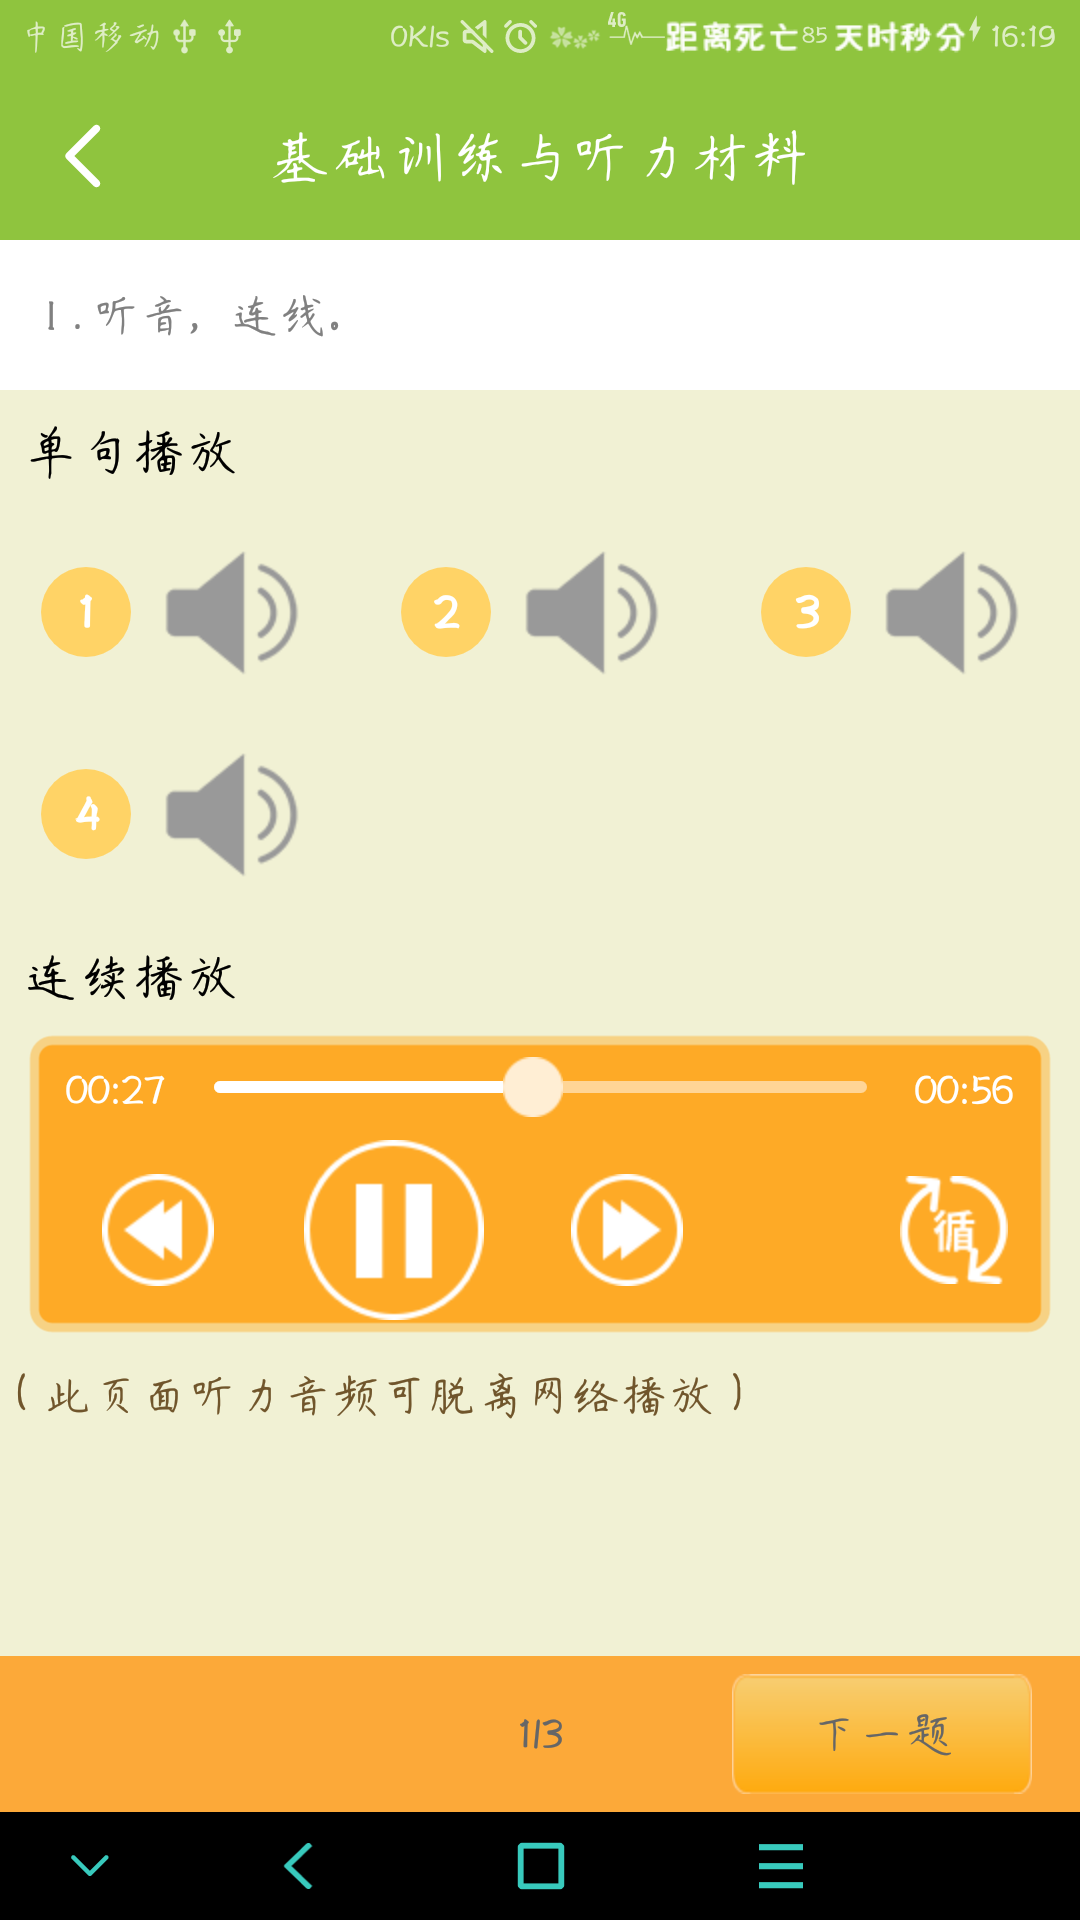 中国移动 0K/s 4G 距离死亡85天时秒分 16:19
基础训练与听力材料
1.听音，连线。
单句播放
1 2 3
4
连续播放
00:27 00:56
循
(此页面听力音频可脱离网络播放)
1/3 下一题